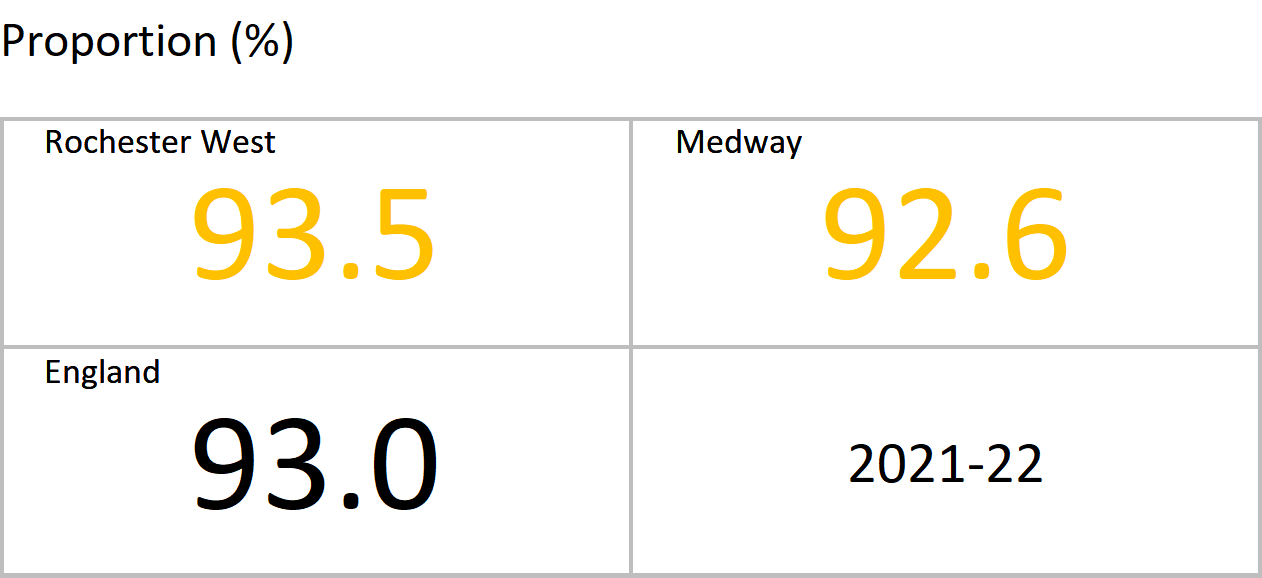 Proportion (%)
Rochester West
93.5
Medway
92.6
England
93.0
2021-22